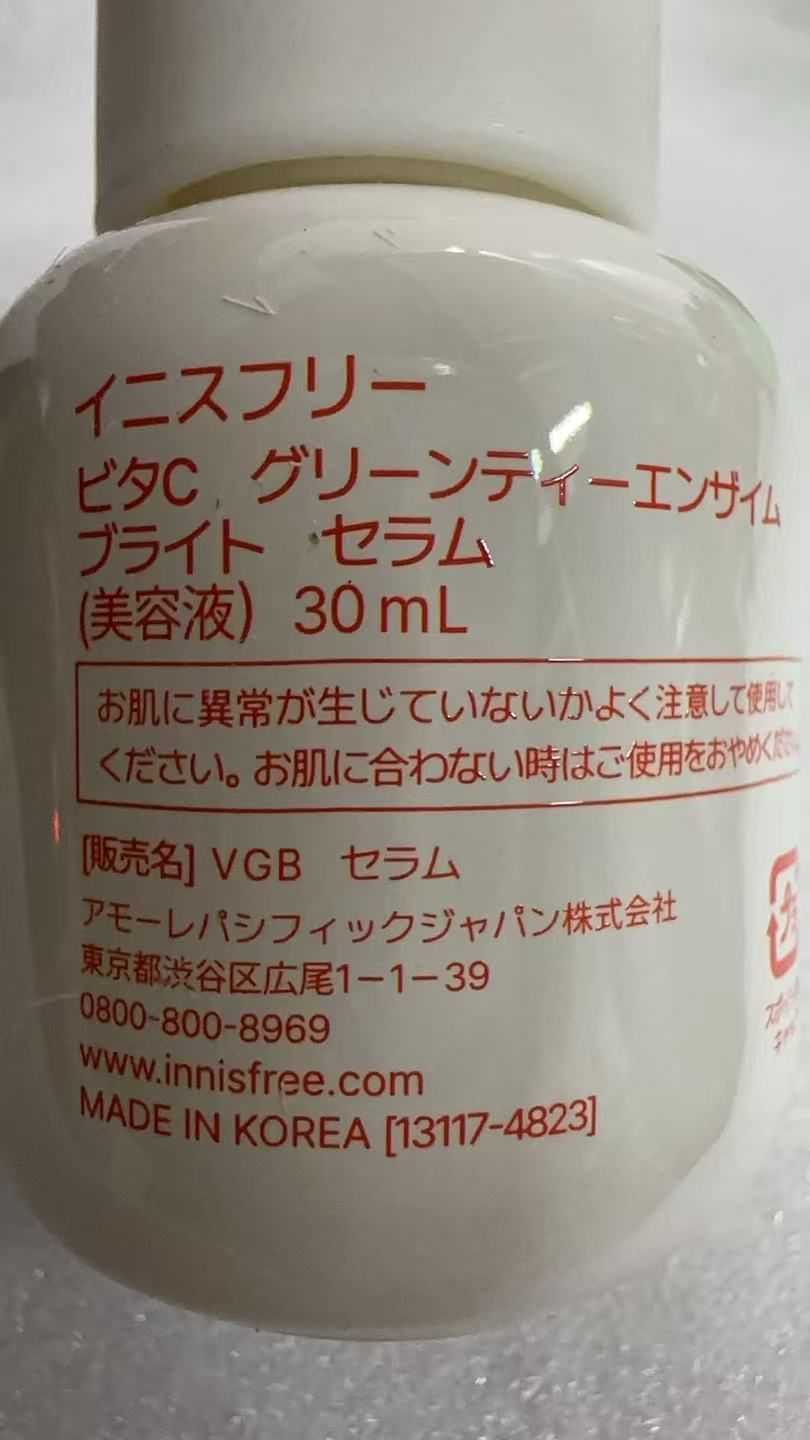 イニスフリー
ビタC グリーンティーエンザイム
ブライト セラム
(美容液) 30mL
お肌に異常が生じていないかよく注意して使用して
ください。お肌に合わない時はご使用をおやめください。
[販売名] VGB セラム
アモーレパシフィックジャパン株式会社
東京都渋谷区広尾1-1-39
0800-800-8969
www.innisfree.com
MADE IN KOREA [13117-4823]